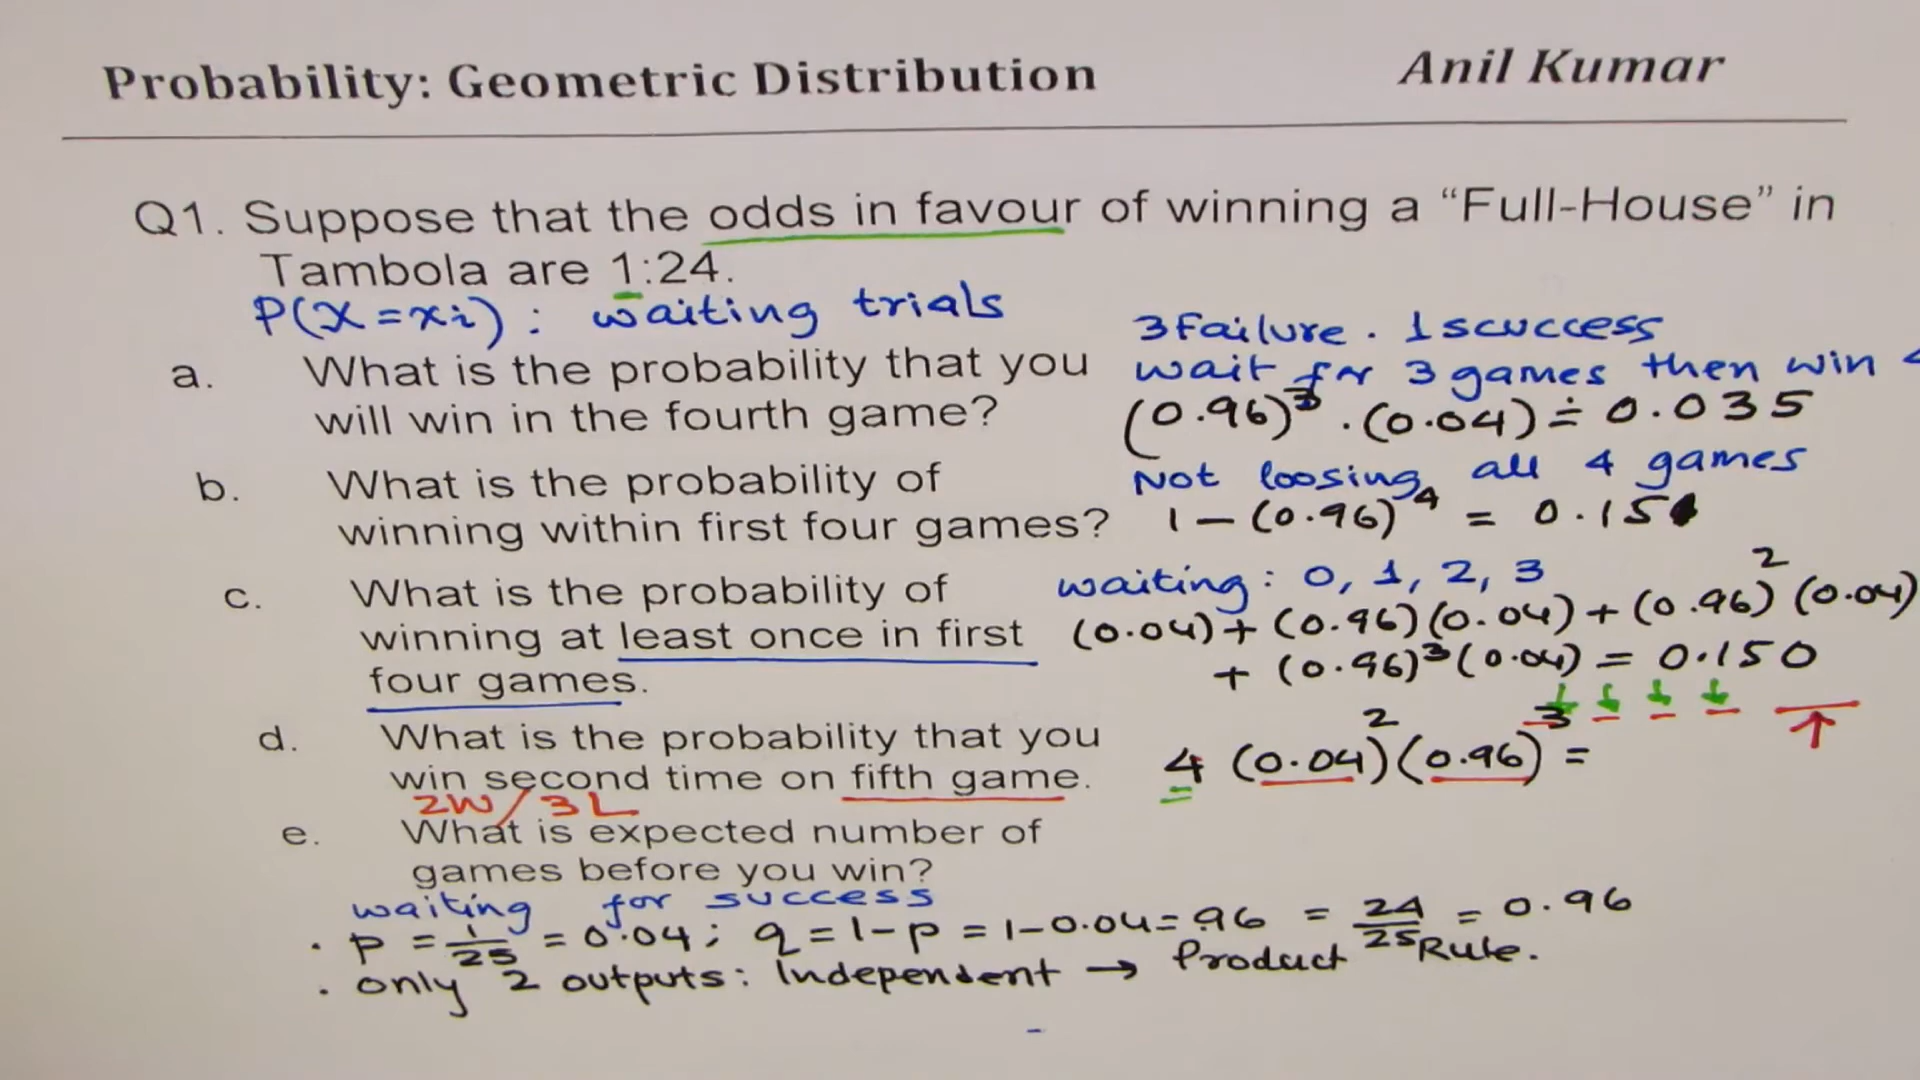 Probability: Geometric Distribution
Anil Kumar
Q1. Suppose that the odds in favour of winning a “Full-House” in
Tambola are 1:24.
P(X=xi) : waiting trials
a. What is the probability that you
will win in the fourth game?
3 Failure . 1 scuccess
wait for 3 games then win
(0.96)³ . (0.04) ≐ 0.035
b. What is the probability of
winning within first four games?
Not loosing all 4 games
1 — (0.96)⁴ = 0.15
c. What is the probability of
winning at least once in first
four games.
waiting : 0, 1, 2, 3
(0.04) + (0.96)(0.04) + (0.96)²(0.04)
+ (0.96)³(0.04) = 0.150
d. What is the probability that you
win second time on fifth game.
2W / 3L
4 (0.04)²(0.96)³ =
e. What is expected number of
games before you win?
waiting for success
. p = 1/25 = 0.04 ; q = 1 - p = 1 - 0.04 = .96 = 24/25 = 0.96
. only 2 outputs : Independent → Product Rule.